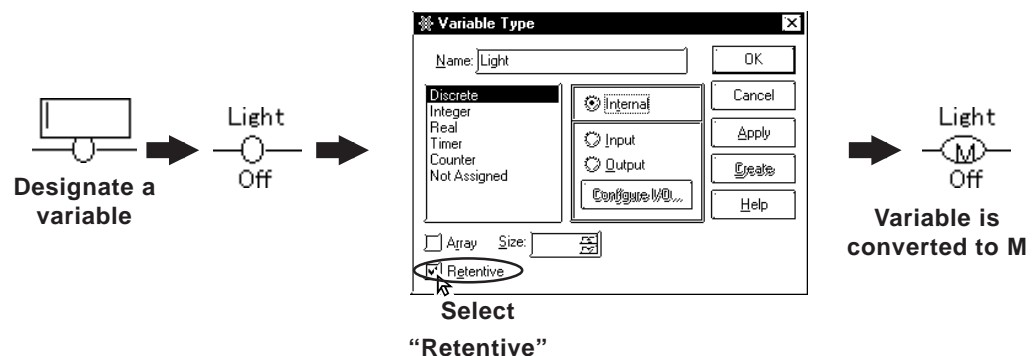 Designate a
variable
Light
Off
Variable Type
Name: Light
OK
Cancel
Apply
Create
Help
Discrete
Integer
Real
Timer
Counter
Not Assigned
Internal
Input
Output
Configure I/O...
Array Size:
Retentive
Select
“Retentive”
Light
M
Off
Variable is
converted to M